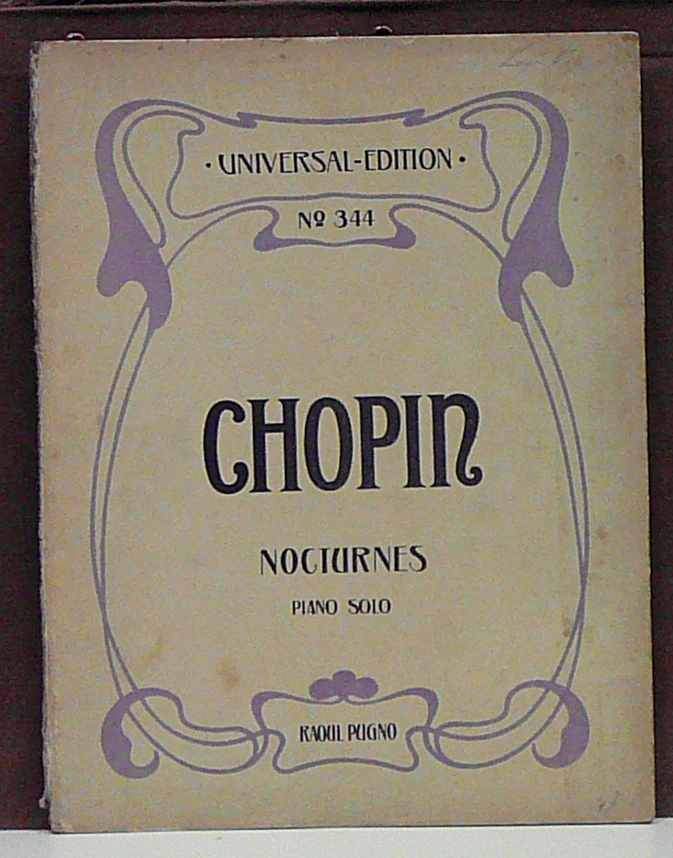 · UNIVERSAL-EDITION ·
Nº 344
CHOPIN
NOCTURNES
PIANO SOLO
RAOUL PUGNO